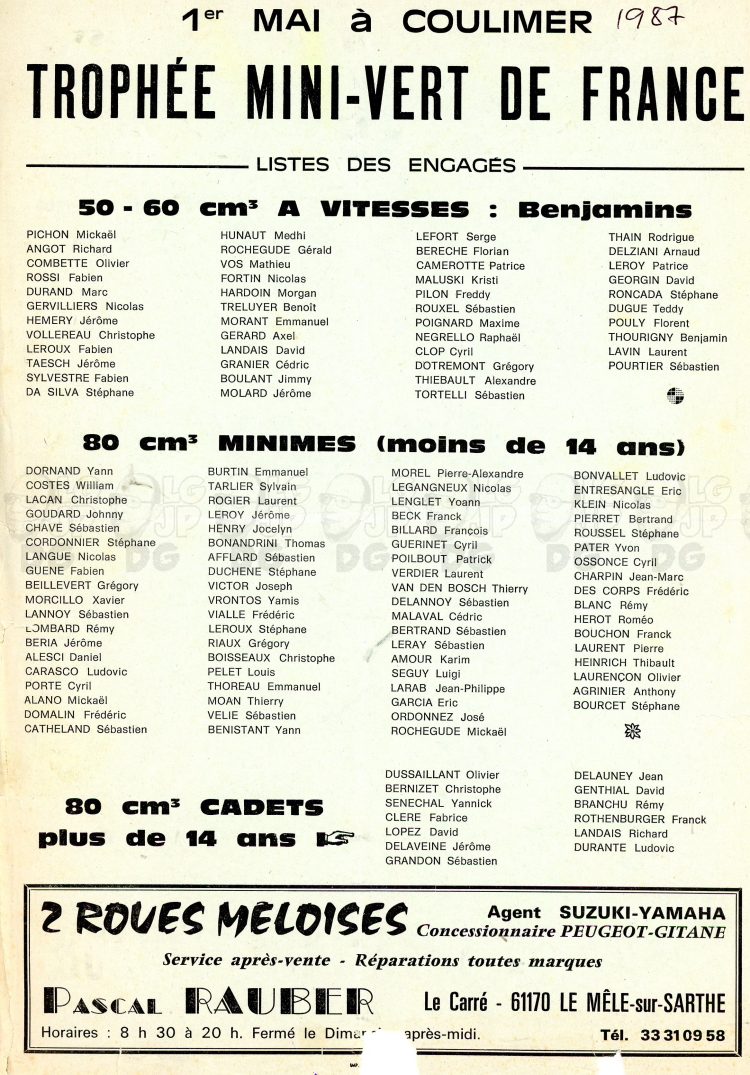 1er MAI à COULIMER 1987
TROPHÉE MINI-VERT DE FRANCE
LISTES DES ENGAGÉS
50 - 60 cm³ A VITESSES : Benjamins
PICHON Mickaël
ANGOT Richard
COMBETTE Olivier
ROSSI Fabien
DURAND Marc
GERVILLIERS Nicolas
HEMERY Jérôme
VOLLEREAU Christophe
LEROUX Fabien
TAESCH Jérôme
SYLVESTRE Fabien
DA SILVA Stéphane
HUNAUT Medhi
ROCHEGUDE Gérald
VOS Mathieu
FORTIN Nicolas
HARDOIN Morgan
TRELUYER Benoît
MORANT Emmanuel
GERARD Axel
LANDAIS David
GRANIER Cédric
BOULANT Jimmy
MOLARD Jérôme
LEFORT Serge
BERECHE Florian
CAMEROTTE Patrice
MALUSKI Kristi
PILON Freddy
ROUXEL Sébastien
POIGNARD Maxime
NEGRELLO Raphaël
CLOP Cyril
DOTREMONT Grégory
THIEBAULT Alexandre
TORTELLI Sébastien
THAIN Rodrigue
DELZIANI Arnaud
LEROY Patrice
GEORGIN David
RONCADA Stéphane
DUGUE Teddy
POULY Florent
THOURIGNY Benjamin
LAVIN Laurent
POURTIER Sébastien
80 cm³ MINIMES (moins de 14 ans)
DORNAND Yann
COSTES William
LACAN Christophe
GOUDARD Johnny
CHAVE Sébastien
CORDONNIER Stéphane
LANGUE Nicolas
GUENE Fabien
BEILLEVERT Grégory
MORCILLO Xavier
LANNOY Sébastien
LOMBARD Rémy
BERIA Jérôme
ALESCI Daniel
CARASCO Ludovic
PORTE Cyril
ALANO Mickaël
DOMALIN Frédéric
CATHELAND Sébastien
BURTIN Emmanuel
TARLIER Sylvain
ROGIER Laurent
LEROY Jérôme
HENRY Jocelyn
BONANDRINI Thomas
AFFLARD Sébastien
DUCHENE Stéphane
VICTOR Joseph
VRONTOS Yamis
VIALLE Frédéric
LEROUX Stéphane
RIAUX Grégory
BOISSEAUX Christophe
PELET Louis
THOREAU Emmanuel
MOAN Thierry
VELIE Sébastien
BENISTANT Yann
MOREL Pierre-Alexandre
LEGANGNEUX Nicolas
LENGLET Yoann
BECK Franck
BILLARD François
GUERINET Cyril
POILBOUT Patrick
VERDIER Laurent
VAN DEN BOSCH Thierry
DELANNOY Sébastien
MALAVAL Cédric
BERTRAND Sébastien
LERAY Sébastien
AMOUR Karim
SEGUY Luigi
LARAB Jean-Philippe
GARCIA Eric
ORDONNEZ José
ROCHEGUDE Mickaël
BONVALLET Ludovic
ENTRESANGLE Eric
KLEIN Nicolas
PIERRET Bertrand
ROUSSEL Stéphane
PATER Yvon
OSSONCE Cyril
CHARPIN Jean-Marc
DES CORPS Frédéric
BLANC Rémy
HEROT Roméo
BOUCHON Franck
LAURENT Pierre
HEINRICH Thibault
LAURENÇON Olivier
AGRINIER Anthony
BOURCET Stéphane
80 cm³ CADETS
plus de 14 ans
DUSSAILLANT Olivier
BERNIZET Christophe
SENECHAL Yannick
CLERE Fabrice
LOPEZ David
DELAVEINE Jérôme
GRANDON Sébastien
DELAUNEY Jean
GENTHIAL David
BRANCHU Rémy
ROTHENBURGER Franck
LANDAIS Richard
DURANTE Ludovic
2 ROUES MÉLOISES
Agent SUZUKI-YAMAHA
Concessionnaire PEUGEOT-GITANE
Service après-vente - Réparations toutes marques
PASCAL RAUBER
Le Carré - 61170 LE MÊLE-sur-SARTHE
Horaires : 8 h 30 à 20 h. Fermé le après-midi.
Tél. 33 31 09 58
IMP.
LG
JP
DG